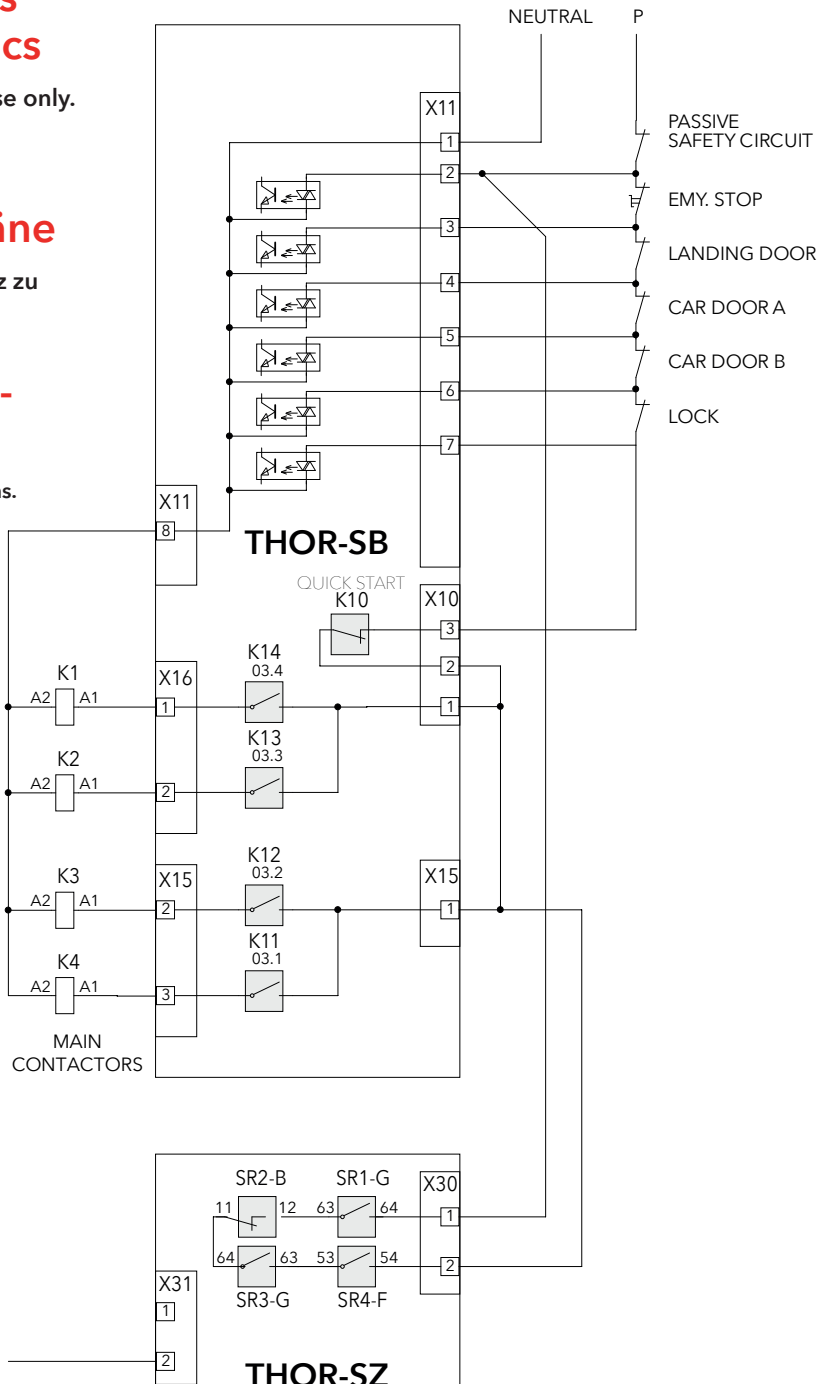 cs
se only.
äne
z zu
-
s.
NEUTRAL P
X11
1
2
3
4
5
6
7
PASSIVE
SAFETY CIRCUIT
EMY. STOP
LANDING DOOR
CAR DOOR A
CAR DOOR B
LOCK
X11
8
THOR-SB
QUICK START
K10
X10
3
2
1
K1
A2 A1
X16
1
K14
03.4
K2
A2 A1
2
K13
03.3
K3
A2 A1
X15
2
K12
03.2
X15
1
K4
A2 A1
3
K11
03.1
MAIN
CONTACTORS
SR2-B SR1-G X30
11 12 63 64 1
64 63 53 54 2
SR3-G SR4-F
X31
1
2
THOR-SZ